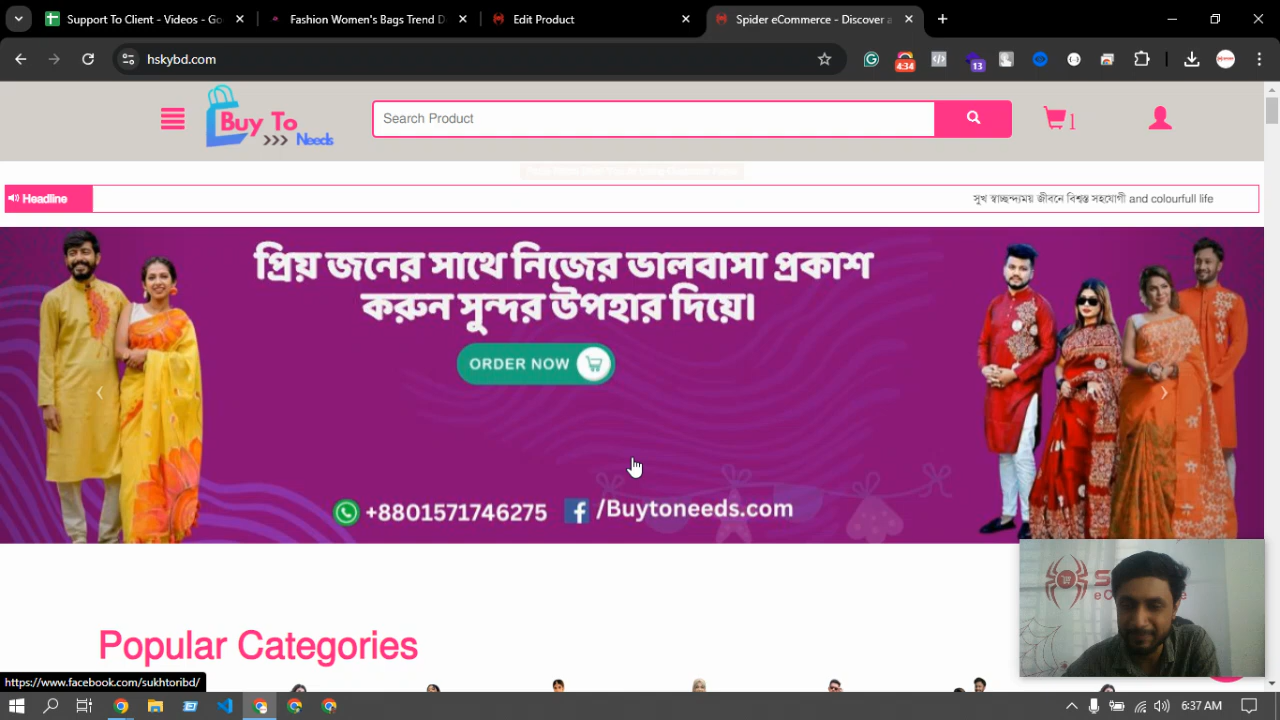 Support To Client - Videos - Go
Fashion Women's Bags Trend D
Edit Product
Spider eCommerce - Discover a
hskybd.com
4:34
13
Buy To
>>> Needs
Search Product
1
Headline
সুখ স্বাচ্ছন্দ্যময় জীবনে বিশ্বস্ত সহযোগী and colourfull life
প্রিয় জনের সাথে নিজের ভালবাসা প্রকাশ
করুন সুন্দর উপহার দিয়ে।
ORDER NOW
+8801571746275
/Buytoneeds.com
Popular Categories
https://www.facebook.com/sukhtoribd/
6:37 AM